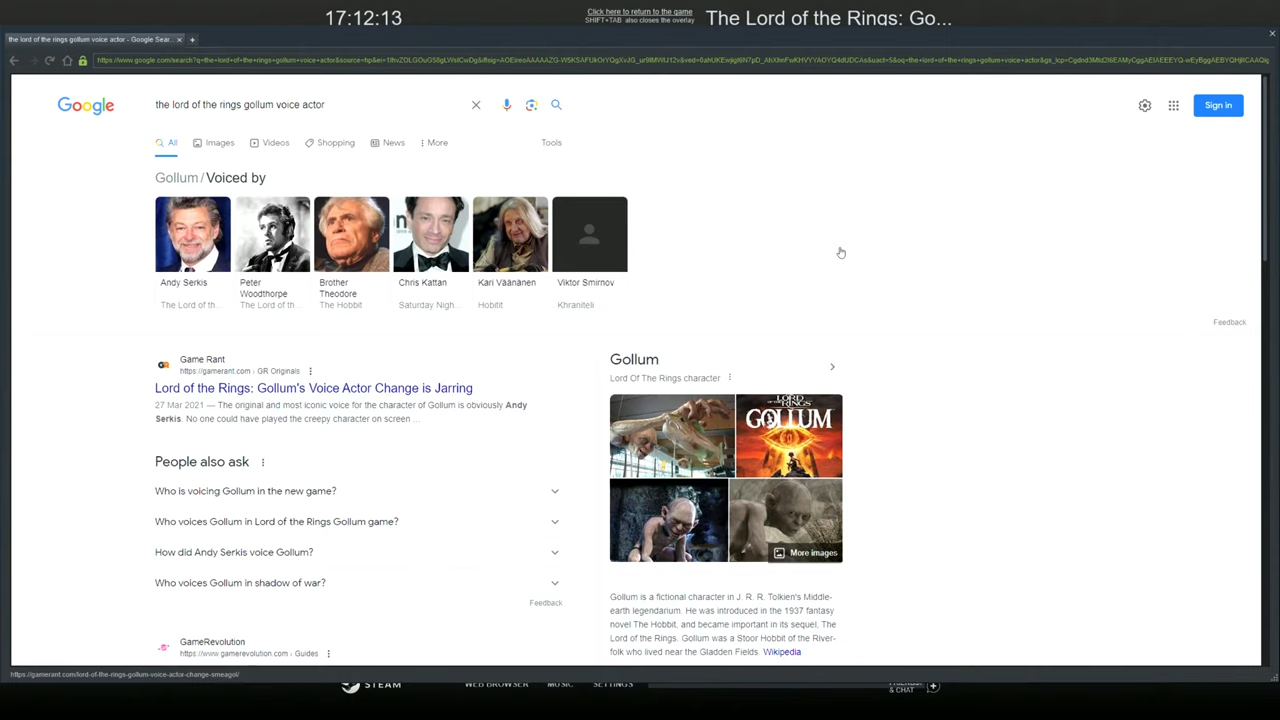 17:12:13
Click here to return to the game
SHIFT+TAB also closes the overlay
The Lord of the Rings: Go...
the lord of the rings gollum voice actor - Google Sear...
Google
the lord of the rings gollum voice actor
Sign in
All
Images
Videos
Shopping
News
More
Tools
Gollum / Voiced by
Andy Serkis
The Lord of th...
Peter Woodthorpe
The Lord of th...
Brother Theodore
The Hobbit
Chris Kattan
Saturday Nigh...
Kari Väänänen
Hobitit
Viktor Smirnov
Khraniteli
Feedback
Game Rant
https://gamerant.com › GR Originals
Lord of the Rings: Gollum's Voice Actor Change is Jarring
27 Mar 2021 — The original and most iconic voice for the character of Gollum is obviously Andy
Serkis. No one could have played the creepy character on screen ...
People also ask
Who is voicing Gollum in the new game?
Who voices Gollum in Lord of the Rings Gollum game?
How did Andy Serkis voice Gollum?
Who voices Gollum in shadow of war?
Feedback
GameRevolution
https://www.gamerevolution.com › Guides
Gollum
Lord Of The Rings character
GOLLUM
More images
Gollum is a fictional character in J. R. R. Tolkien's Middle-
earth legendarium. He was introduced in the 1937 fantasy
novel The Hobbit, and became important in its sequel, The
Lord of the Rings. Gollum was a Stoor Hobbit of the River-
folk who lived near the Gladden Fields. Wikipedia
https://gamerant.com/lord-of-the-rings-gollum-voice-actor-change-smeagol/
STEAM
WEB BROWSER
MUSIC
SETTINGS
FRIENDS
& CHAT